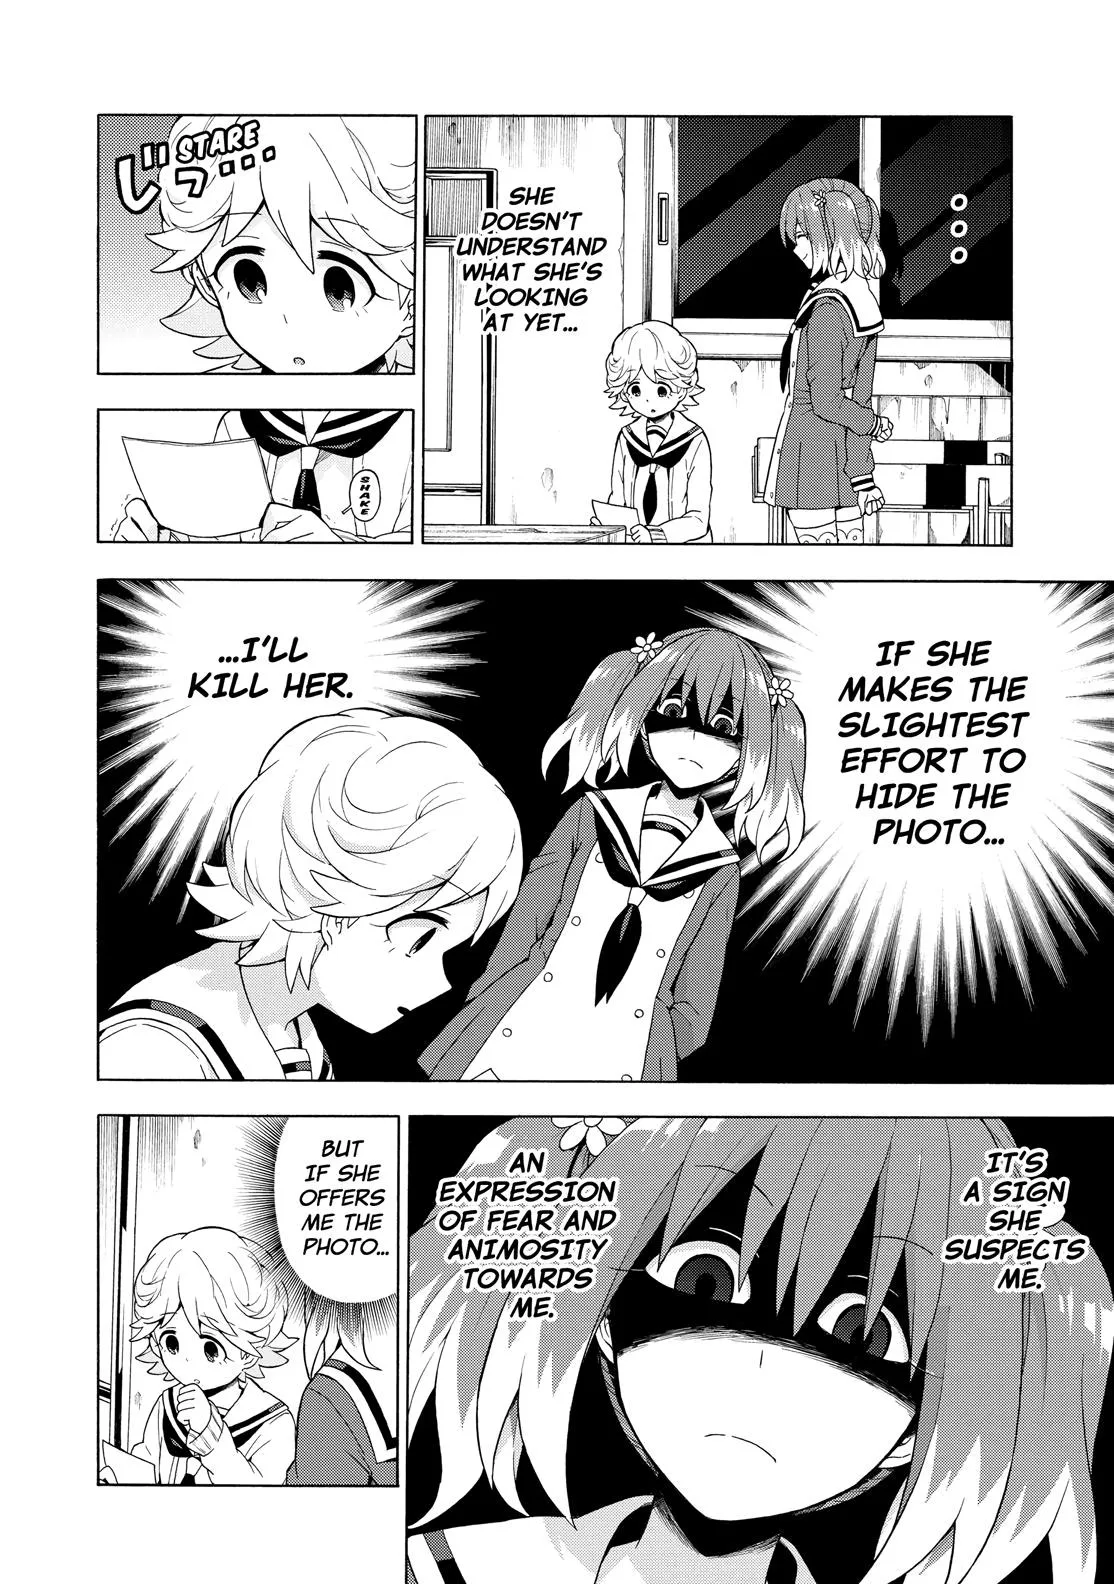 SHE
DOESN'T
UNDERSTAND
WHAT SHE'S
LOOKING
AT YET...
じっ...
STARE
SHAKE
IF SHE
MAKES THE
SLIGHTEST
EFFORT TO
HIDE THE
PHOTO...
...I'LL
KILL HER.
IT'S
A SIGN
SHE
SUSPECTS
ME.
AN
EXPRESSION
OF FEAR AND
ANIMOSITY
TOWARDS
ME.
BUT
IF SHE
OFFERS
ME THE
PHOTO...